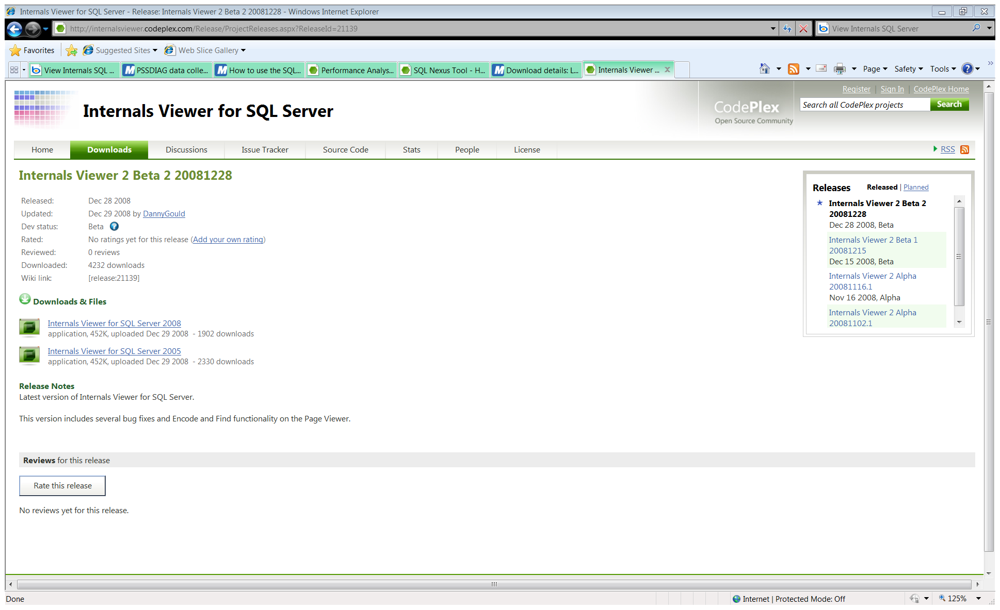 Internals Viewer for SQL Server - Release: Internals Viewer 2 Beta 2 20081228 - Windows Internet Explorer
http://internalsviewer.codeplex.com/Release/ProjectReleases.aspx?ReleaseId=21139
View Internals SQL Server
Favorites Suggested Sites Web Slice Gallery
View Internals SQL ... PSSDIAG data colle... How to use the SQL... Performance Analys... SQL Nexus Tool - H... Download details: L... Internals Viewer ... Page Safety Tools
Register | Sign In | CodePlex Home
Internals Viewer for SQL Server
CodePlex
Open Source Community
Search all CodePlex projects Search
Home Downloads Discussions Issue Tracker Source Code Stats People License RSS
Internals Viewer 2 Beta 2 20081228
Released: Dec 28 2008
Updated: Dec 29 2008 by DannyGould
Dev status: Beta
Rated: No ratings yet for this release (Add your own rating)
Reviewed: 0 reviews
Downloaded: 4232 downloads
Wiki link: [release:21139]
Downloads & Files
Internals Viewer for SQL Server 2008
application, 452K, uploaded Dec 29 2008 - 1902 downloads
Internals Viewer for SQL Server 2005
application, 452K, uploaded Dec 29 2008 - 2330 downloads
Release Notes
Latest version of Internals Viewer for SQL Server.
This version includes several bug fixes and Encode and Find functionality on the Page Viewer.
Reviews for this release
Rate this release
No reviews yet for this release.
Releases Released | Planned
Internals Viewer 2 Beta 2
20081228
Dec 28 2008, Beta
Internals Viewer 2 Beta 1
20081215
Dec 15 2008, Beta
Internals Viewer 2 Alpha
20081116.1
Nov 16 2008, Alpha
Internals Viewer 2 Alpha
20081102.1
Done
Internet | Protected Mode: Off
125%